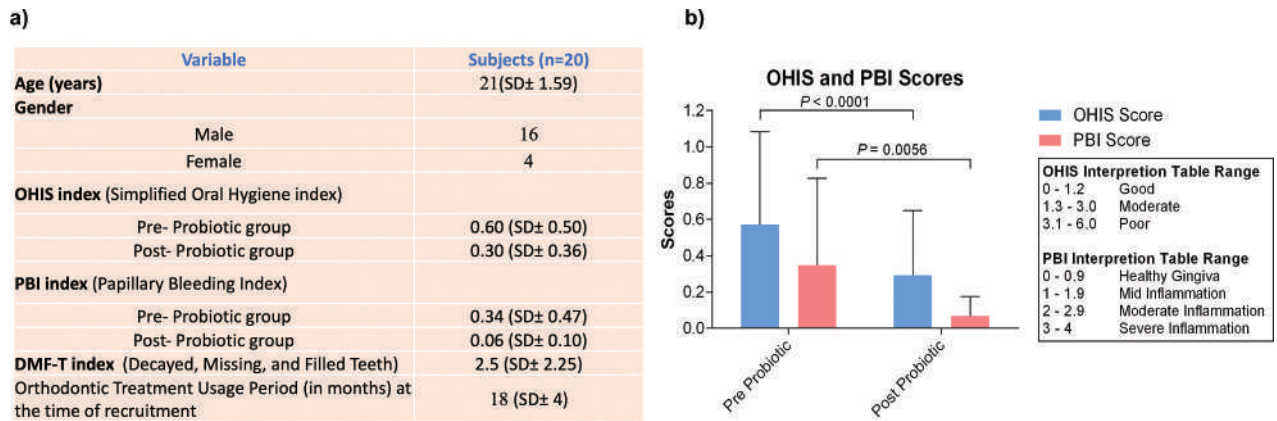 a)
Variable Subjects (n=20)
Age (years) 21(SD± 1.59)
Gender
Male 16
Female 4
OHIS index (Simplified Oral Hygiene index)
Pre- Probiotic group 0.60 (SD± 0.50)
Post- Probiotic group 0.30 (SD± 0.36)
PBI index (Papillary Bleeding Index)
Pre- Probiotic group 0.34 (SD± 0.47)
Post- Probiotic group 0.06 (SD± 0.10)
DMF-T index (Decayed, Missing, and Filled Teeth) 2.5 (SD± 2.25)
Orthodontic Treatment Usage Period (in months) at
the time of recruitment 18 (SD± 4)
b)
OHIS and PBI Scores
P < 0.0001
P = 0.0056
Scores
1.2
1.0
0.8
0.6
0.4
0.2
0.0
Pre Probiotic
Post Probiotic
OHIS Score
PBI Score
OHIS Interpretion Table Range
0 - 1.2 Good
1.3 - 3.0 Moderate
3.1 - 6.0 Poor
PBI Interpretion Table Range
0 - 0.9 Healthy Gingiva
1 - 1.9 Mid Inflammation
2 - 2.9 Moderate Inflammation
3 - 4 Severe Inflammation